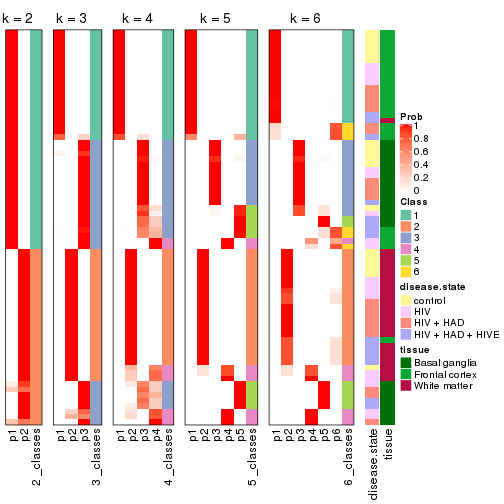 k = 2
k = 3
k = 4
k = 5
k = 6
Prob
1
0.8
0.6
0.4
0.2
0
Class
1
2
3
4
5
6
disease.state
control
HIV
HIV + HAD
HIV + HAD + HIVE
tissue
Basal ganglia
Frontal cortex
White matter
p1
p2
2_classes
p1
p2
p3
3_classes
p1
p2
p3
p4
4_classes
p1
p2
p3
p4
p5
5_classes
p1
p2
p3
p4
p5
p6
6_classes
disease.state
tissue